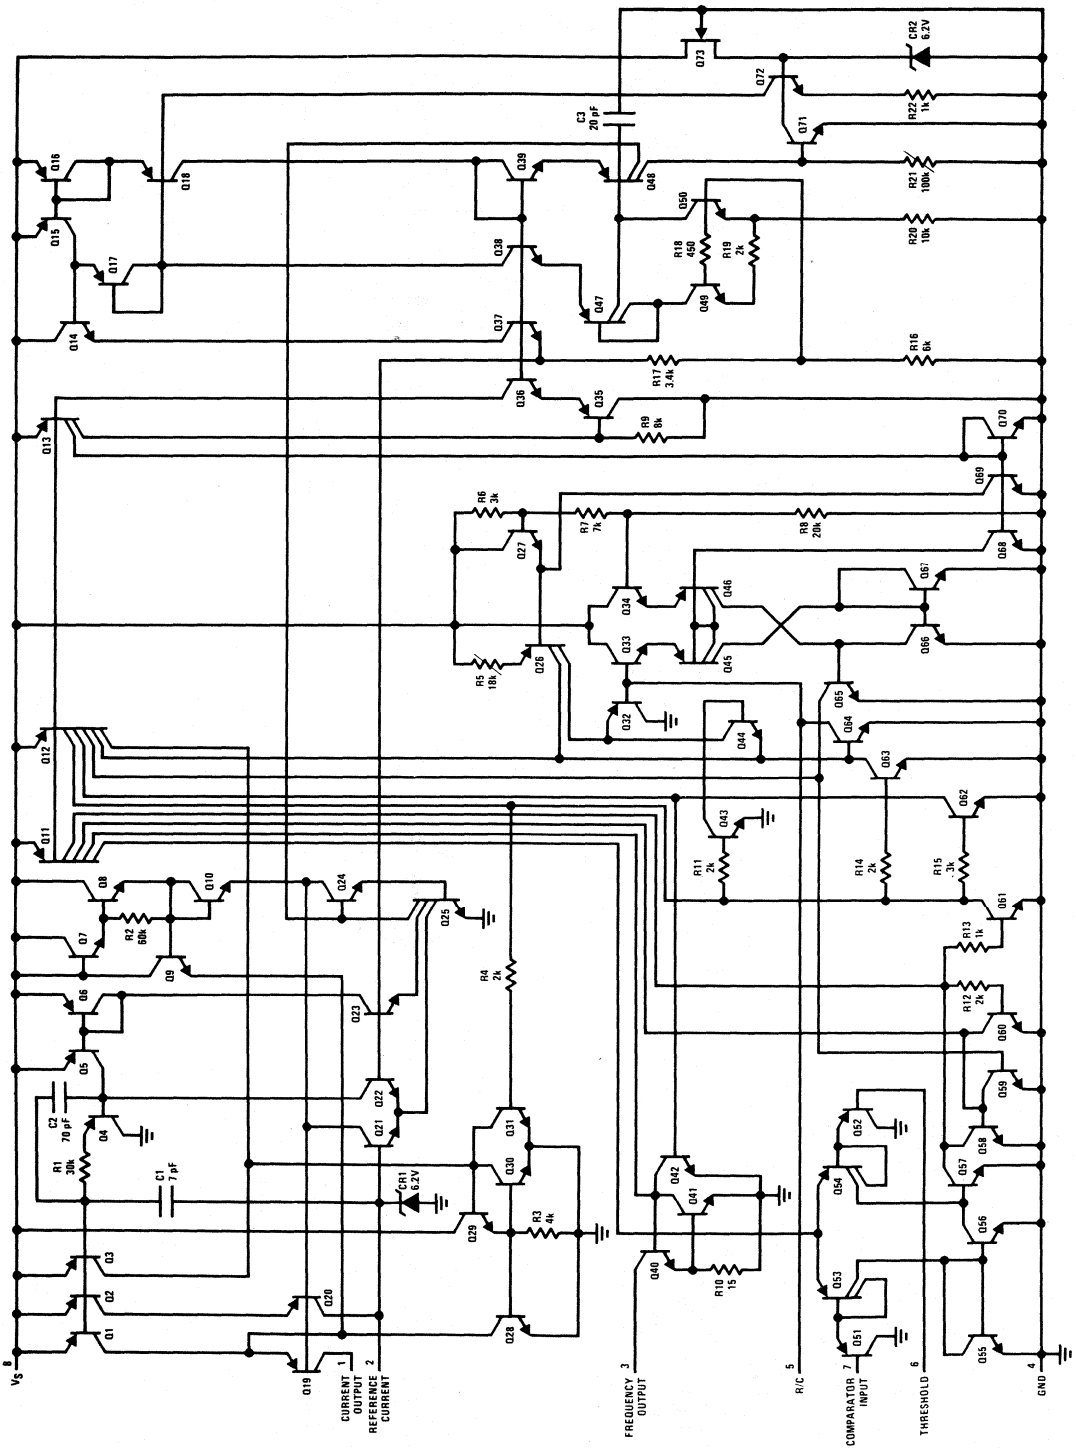 VS 8
Q13
Q12
Q11
Q16
Q15
R1
30k
C2
70 pF
Q14
Q7
Q6
Q5
Q3
Q2
Q1
Q8
Q4
Q17
R2
60k
C1
7 pF
Q18
Q9
Q10
Q19
Q20
CURRENT
OUTPUT
1
REFERENCE
CURRENT
2
Q24
Q23
Q21
Q22
CR1
6.2V
Q25
R6
3k
R5
18k
R4
2k
Q29
Q30
Q31
Q28
R3
4k
Q39
Q38
Q37
Q36
Q27
Q26
R7
7k
C3
20 pF
Q47
Q35
Q34
Q33
Q32
FREQUENCY
OUTPUT
3
Q48
R9
8k
R17
3.4k
Q40
Q42
Q41
R10
15
Q50
R18
450
R19
2k
Q49
Q46
Q45
Q44
Q43
R11
2k
Q73
Q72
Q71
R8
20k
R/C
5
Q65
Q64
Q63
R14
2k
Q54
Q52
Q53
Q51
COMPARATOR
INPUT
7
CR2
6.2V
R22
1k
R21
100k
R20
10k
R16
6k
THRESHOLD
6
Q67
Q66
Q62
R15
3k
R13
1k
R12
2k
Q70
Q69
Q68
Q61
Q60
Q59
Q58
Q57
Q56
Q55
GND
4